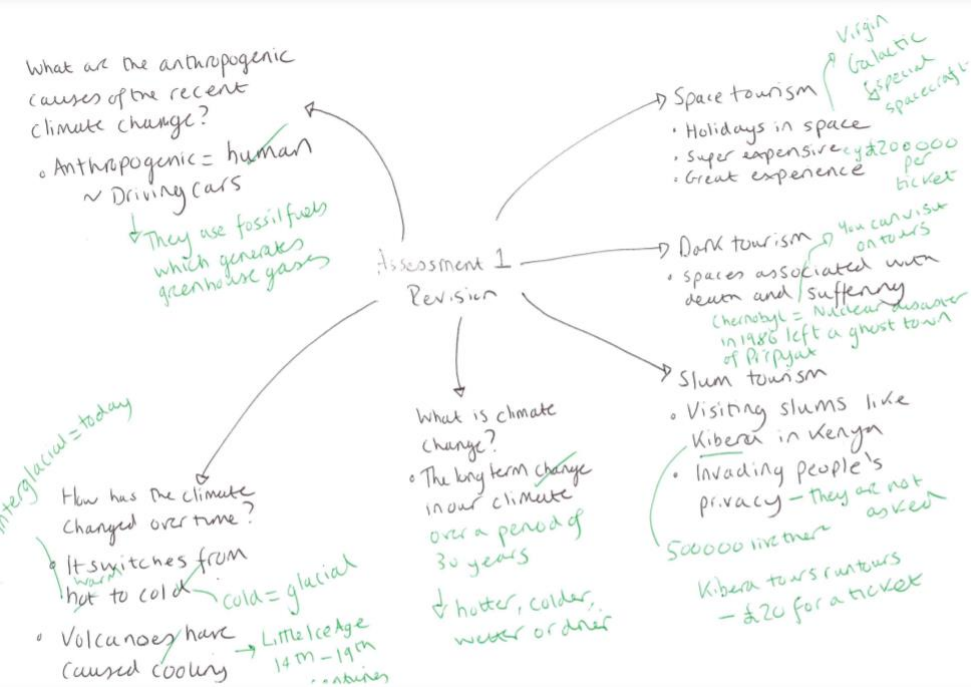 Assessment 1
Revision
What are the anthropogenic
causes of the recent
climate change?
• Anthropogenic = human
~ Driving cars
They use fossil fuels
which generates
greenhouse gases
Space tourism
Virgin
Galactic
special
• Holidays in space
• Super expensive eg £200000
per
ticket
• Great experience
Dark tourism
You can visit
on tours
• spaces associated with
death and suffering
Chernobyl = Nuclear disaster
in 1986 left a ghost town
of Pirpyat
Slum tourism
• Visiting slums like
Kibera in Kenya
• Invading people's
privacy – they are not
asked
500000 live there
Kibera tours run tours
– £20 for a ticket
What is climate
change?
• The long term change
in our climate
over a period of
30 years
hotter, colder,
wetter or drier
How has the climate
changed over time?
interglacial = today
• It switches from
warm
hot to cold
cold = glacial
• Volcanoes have
caused cooling
→ Little Ice Age
14th – 19th